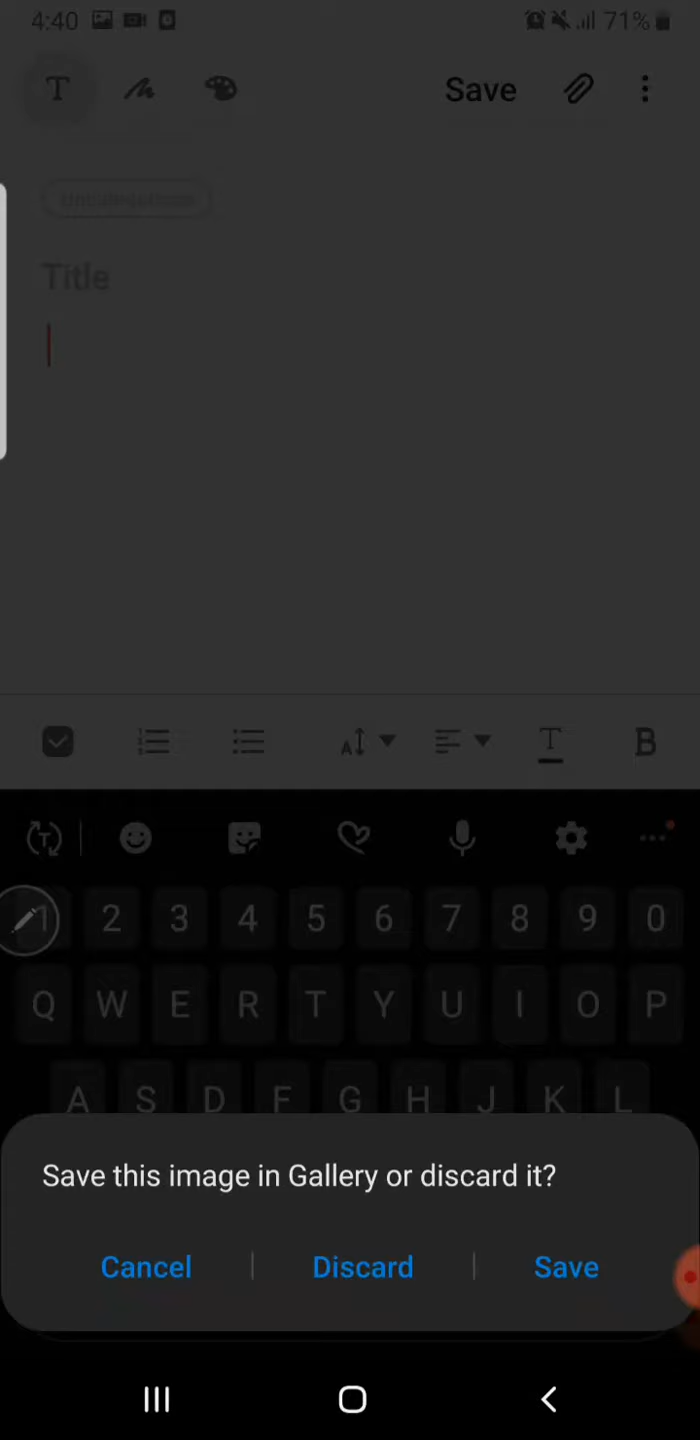 4:40 71%
T Save
Uncategorized
Title
T B
T
1 2 3 4 5 6 7 8 9 0
Q W E R T Y U I O P
A S D F G H J K L
Save this image in Gallery or discard it?
Cancel Discard Save